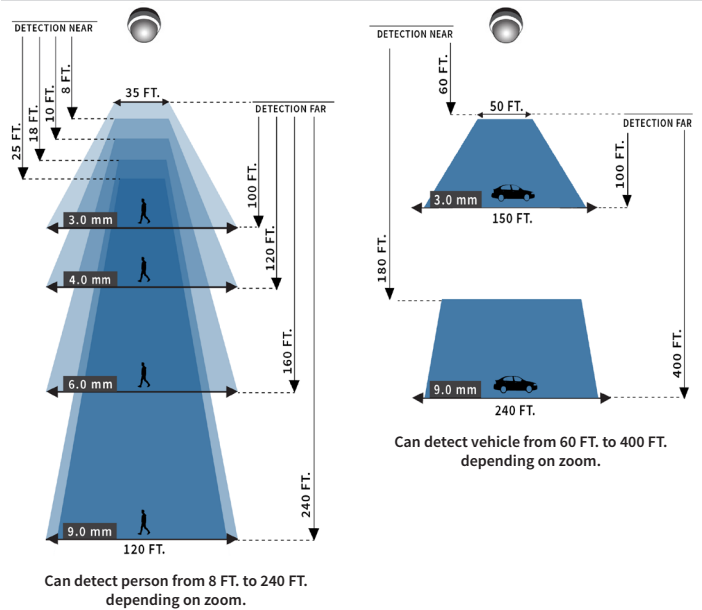 DETECTION NEAR
8 FT.
10 FT.
18 FT.
25 FT.
35 FT.
DETECTION FAR
100 FT.
120 FT.
160 FT.
240 FT.
3.0 mm
4.0 mm
6.0 mm
9.0 mm
120 FT.
Can detect person from 8 FT. to 240 FT.
depending on zoom.
DETECTION NEAR
60 FT.
180 FT.
50 FT.
DETECTION FAR
100 FT.
400 FT.
3.0 mm
150 FT.
9.0 mm
240 FT.
Can detect vehicle from 60 FT. to 400 FT.
depending on zoom.